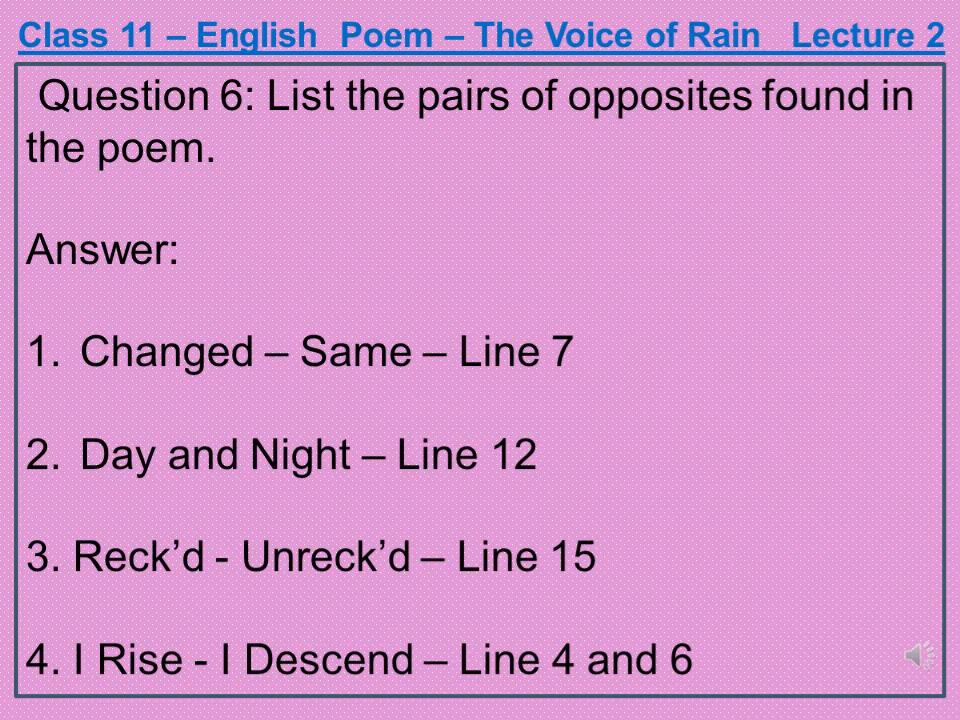 Class 11 – English  Poem – The Voice of Rain   Lecture 2
Question 6: List the pairs of opposites found in
the poem.
Answer:
1. Changed – Same – Line 7
2. Day and Night – Line 12
3. Reck’d - Unreck’d – Line 15
4. I Rise - I Descend – Line 4 and 6